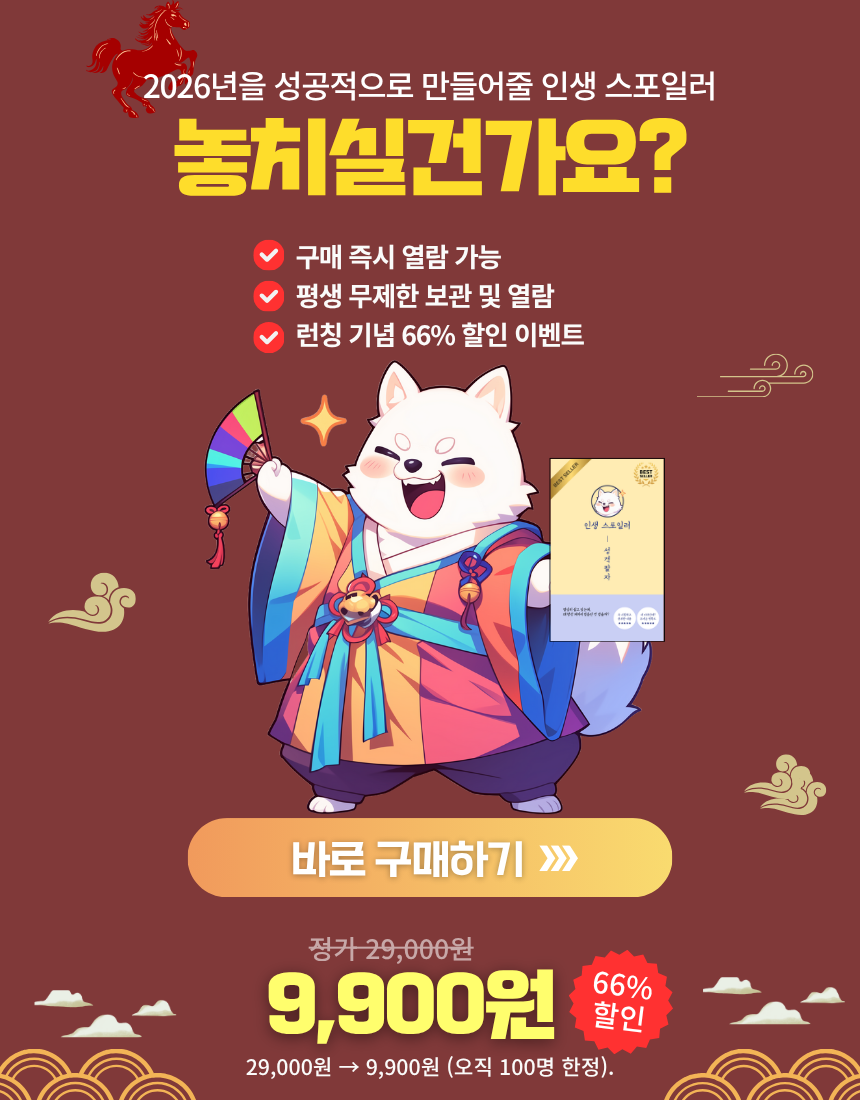 2026년을 성공적으로 만들어줄 인생 스포일러
놓치실건가요?
구매 즉시 열람 가능
평생 무제한 보관 및 열람
런칭 기념 66% 할인 이벤트
BEST SELLER
BEST
SELLER
인생 스포일러
바로 구매하기
정가 29,000원
9,900원
66%
할인
29,000원 → 9,900원 (오직 100명 한정).